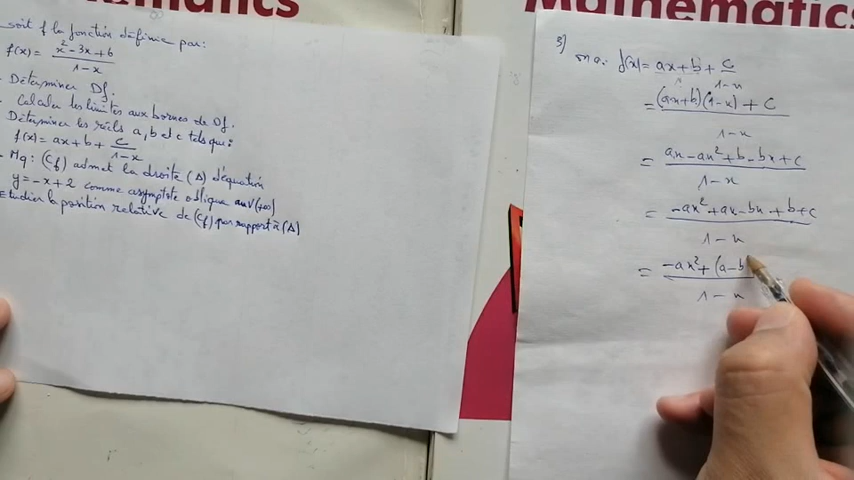 Mathematics
soit f la fonction définie par:
f(x) = x² - 3x + 6 / 1 - x
- Déterminer Df.
- Calculer les limites aux bornes de Df.
Déterminer les réels a, b et c tels que:
f(x) = ax + b + c / 1 - x
- Mq: (Cf) admet la droite (Δ) d'équation
y = -x + 2 comme asymptote oblique au V(+∞)
Etudier la position relative de (Cf) par rapport à (Δ)
3) on a: f(x) = ax + b + c / 1 - x
= (ax + b)(1 - x) + c / 1 - x
= ax - ax² + b - bx + c / 1 - x
= -ax² + ax - bx + b + c / 1 - x
= -ax² + (a - b / 1 - x